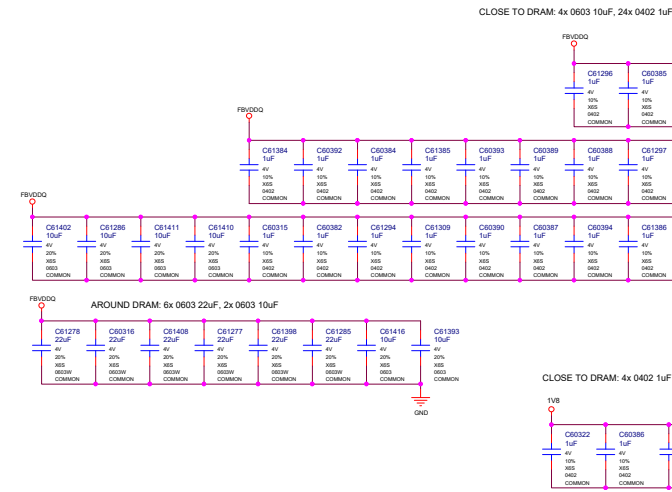 CLOSE TO DRAM: 4x 0603 10uF, 24x 0402 1uF
FBVDDQ
C61296 C60385
1uF 1uF
4V 4V
10% 10%
X6S X6S
0402 0402
COMMON COMMON
FBVDDQ
C61384 C60392 C60384 C61385 C60393 C60389 C60388 C61297
1uF 1uF 1uF 1uF 1uF 1uF 1uF 1uF
4V 4V 4V 4V 4V 4V 4V 4V
10% 10% 10% 10% 10% 10% 10% 10%
X6S X6S X6S X6S X6S X6S X6S X6S
0402 0402 0402 0402 0402 0402 0402 0402
COMMON COMMON COMMON COMMON COMMON COMMON COMMON COMMON
FBVDDQ
C61402 C61286 C61411 C61410 C60315 C60382 C61294 C61309 C60390 C60387 C60394 C61386
10uF 10uF 10uF 10uF 1uF 1uF 1uF 1uF 1uF 1uF 1uF 1uF
4V 4V 4V 4V 4V 4V 4V 4V 4V 4V 4V 4V
20% 20% 20% 20% 10% 10% 10% 10% 10% 10% 10% 10%
X6S X6S X6S X6S X6S X6S X6S X6S X6S X6S X6S X6S
0603 0603 0603 0603 0402 0402 0402 0402 0402 0402 0402 0402
COMMON COMMON COMMON COMMON COMMON COMMON COMMON COMMON COMMON COMMON COMMON COMMON
FBVDDQ
AROUND DRAM: 6x 0603 22uF, 2x 0603 10uF
C61278 C60316 C61408 C61277 C61398 C61285 C61416 C61393
22uF 22uF 22uF 22uF 22uF 22uF 10uF 10uF
4V 4V 4V 4V 4V 4V 4V 4V
20% 20% 20% 20% 20% 20% 20% 20%
X6S X6S X6S X6S X6S X6S X6S X6S
0603W 0603W 0603W 0603W 0603W 0603W 0603 0603
COMMON COMMON COMMON COMMON COMMON COMMON COMMON COMMON
GND
CLOSE TO DRAM: 4x 0402 1uF
1V8
C60322 C60386
1uF 1uF
4V 4V
10% 10%
X6S X6S
0402 0402
COMMON COMMON